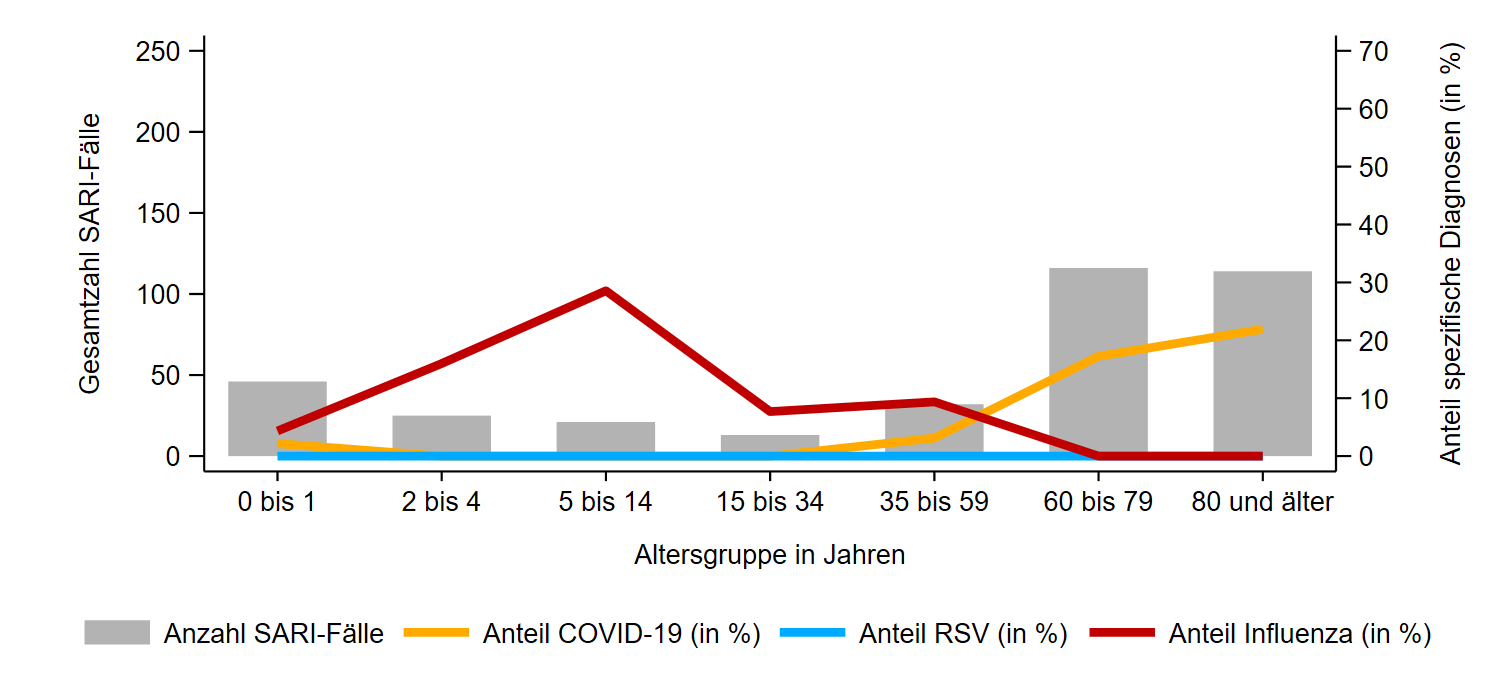 Gesamtzahl SARI-Fälle
250
200
150
100
50
0
70
60
50
40
30
20
10
0
Anteil spezifische Diagnosen (in %)
0 bis 1 2 bis 4 5 bis 14 15 bis 34 35 bis 59 60 bis 79 80 und älter
Altersgruppe in Jahren
Anzahl SARI-Fälle Anteil COVID-19 (in %) Anteil RSV (in %) Anteil Influenza (in %)